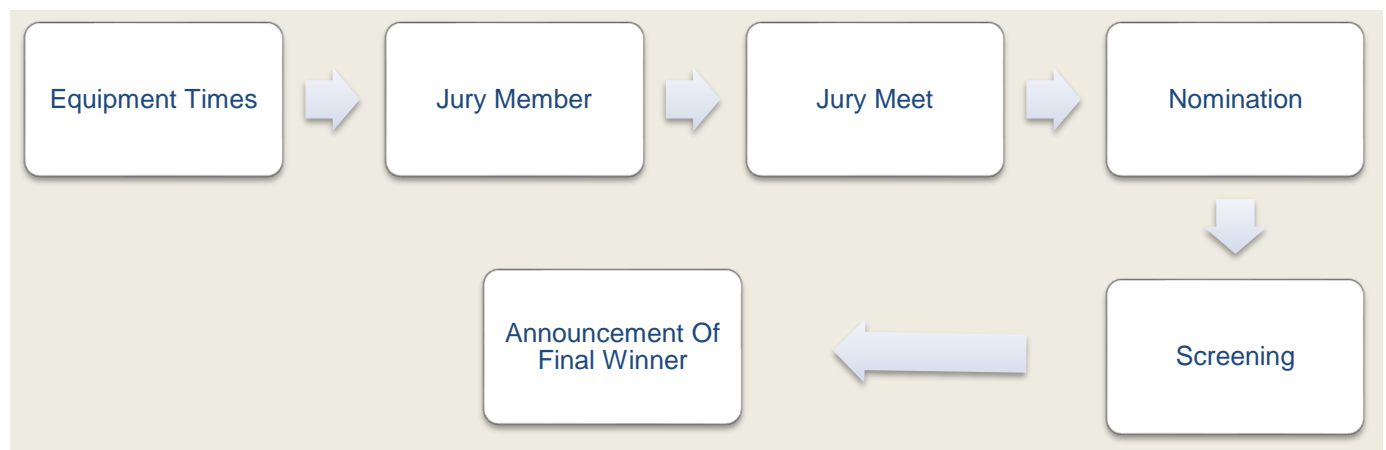 Equipment Times
Jury Member
Jury Meet
Nomination
Screening
Announcement Of
Final Winner